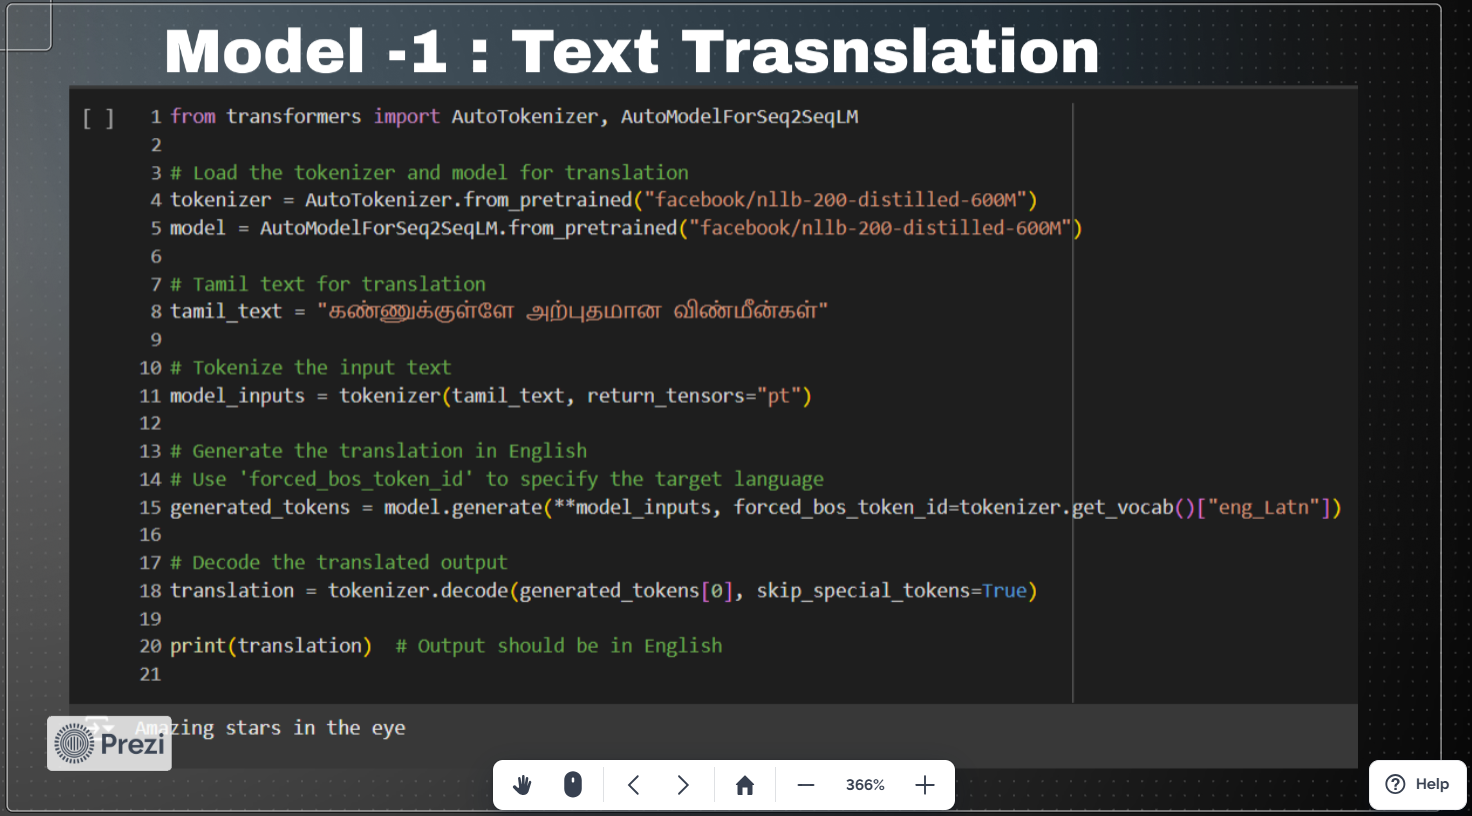 Model -1 : Text Trasnslation
[ ]
1 from transformers import AutoTokenizer, AutoModelForSeq2SeqLM
2
3 # Load the tokenizer and model for translation
4 tokenizer = AutoTokenizer.from_pretrained("facebook/nllb-200-distilled-600M")
5 model = AutoModelForSeq2SeqLM.from_pretrained("facebook/nllb-200-distilled-600M")
6
7 # Tamil text for translation
8 tamil_text = "கண்ணுக்குள்ளே அற்புதமான விண்மீன்கள்"
9
10 # Tokenize the input text
11 model_inputs = tokenizer(tamil_text, return_tensors="pt")
12
13 # Generate the translation in English
14 # Use 'forced_bos_token_id' to specify the target language
15 generated_tokens = model.generate(**model_inputs, forced_bos_token_id=tokenizer.get_vocab()["eng_Latn"])
16
17 # Decode the translated output
18 translation = tokenizer.decode(generated_tokens[0], skip_special_tokens=True)
19
20 print(translation)  # Output should be in English
21
Amazing stars in the eye
Prezi
366%
Help